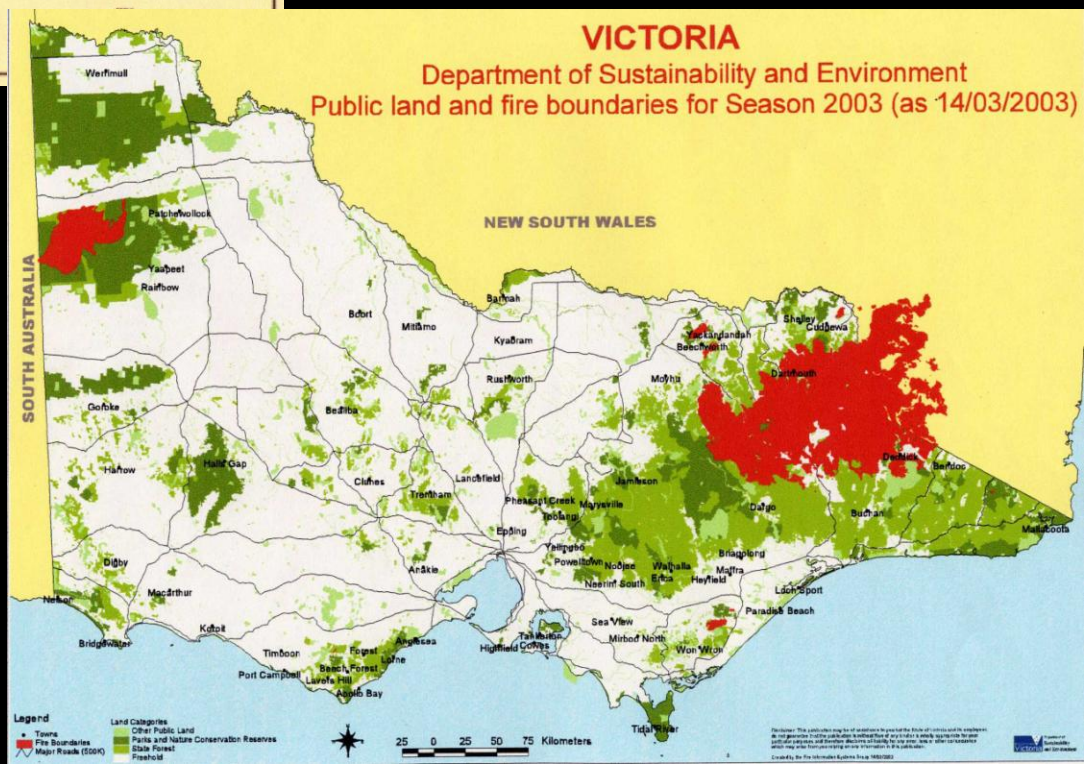 VICTORIA
Department of Sustainability and Environment
Public land and fire boundaries for Season 2003 (as 14/03/2003)
Werrimull
NEW SOUTH WALES
SOUTH AUSTRALIA
Patchewollock
Yaapeet
Rainbow
Boort
Mitiamo
Barmah
Kyabram
Shelley
Cudgewa
Yackandandah
Beechworth
Moyhu
Dartmouth
Rushworth
Goroke
Bealiba
Harrow
Halls Gap
Clunes
Lancefield
Trentham
Pheasant Creek
Toolangi
Marysville
Jamieson
Dargo
Buchan
Bendoc
Mallacoota
Epping
Yellingbo
Powelltown
Noojee
Walhalla
Briagolong
Maffra
Neerim South
Erica
Heyfield
Digby
Macarthur
Anakie
Loch Sport
Paradise Beach
Nelson
Bridgewater
Koroit
Sea View
Mirboo North
Won Wron
Timboon
Port Campbell
Forest
Beech Forest
Lavers Hill
Apollo Bay
Anglesea
Lorne
Highfield
Tankerton
Cowes
Tidal River
Legend
Towns
Fire Boundaries
Major Roads (500K)
Land Categories
Other Public Land
Parks and Nature Conservation Reserves
State Forest
Freehold
25 0 25 50 75 Kilometers
Victoria